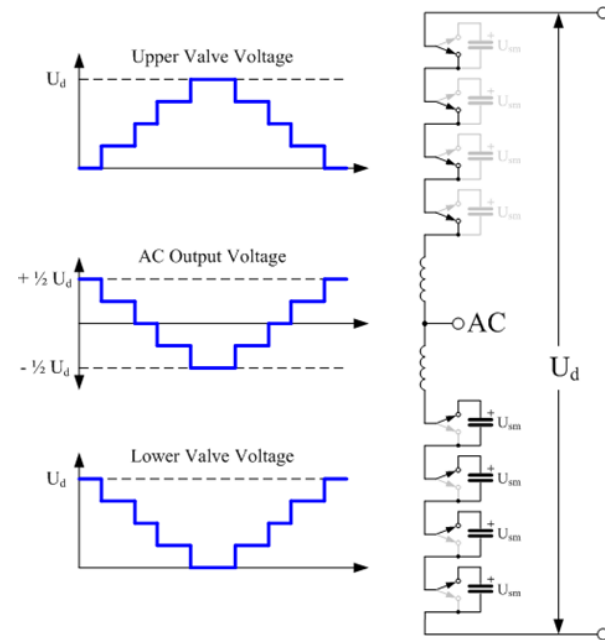 Upper Valve Voltage
U_d
AC Output Voltage
+ ½ U_d
- ½ U_d
Lower Valve Voltage
U_d
+
U_sm
+
U_sm
+
U_sm
+
U_sm
AC
U_d
+
U_sm
+
U_sm
+
U_sm
+
U_sm